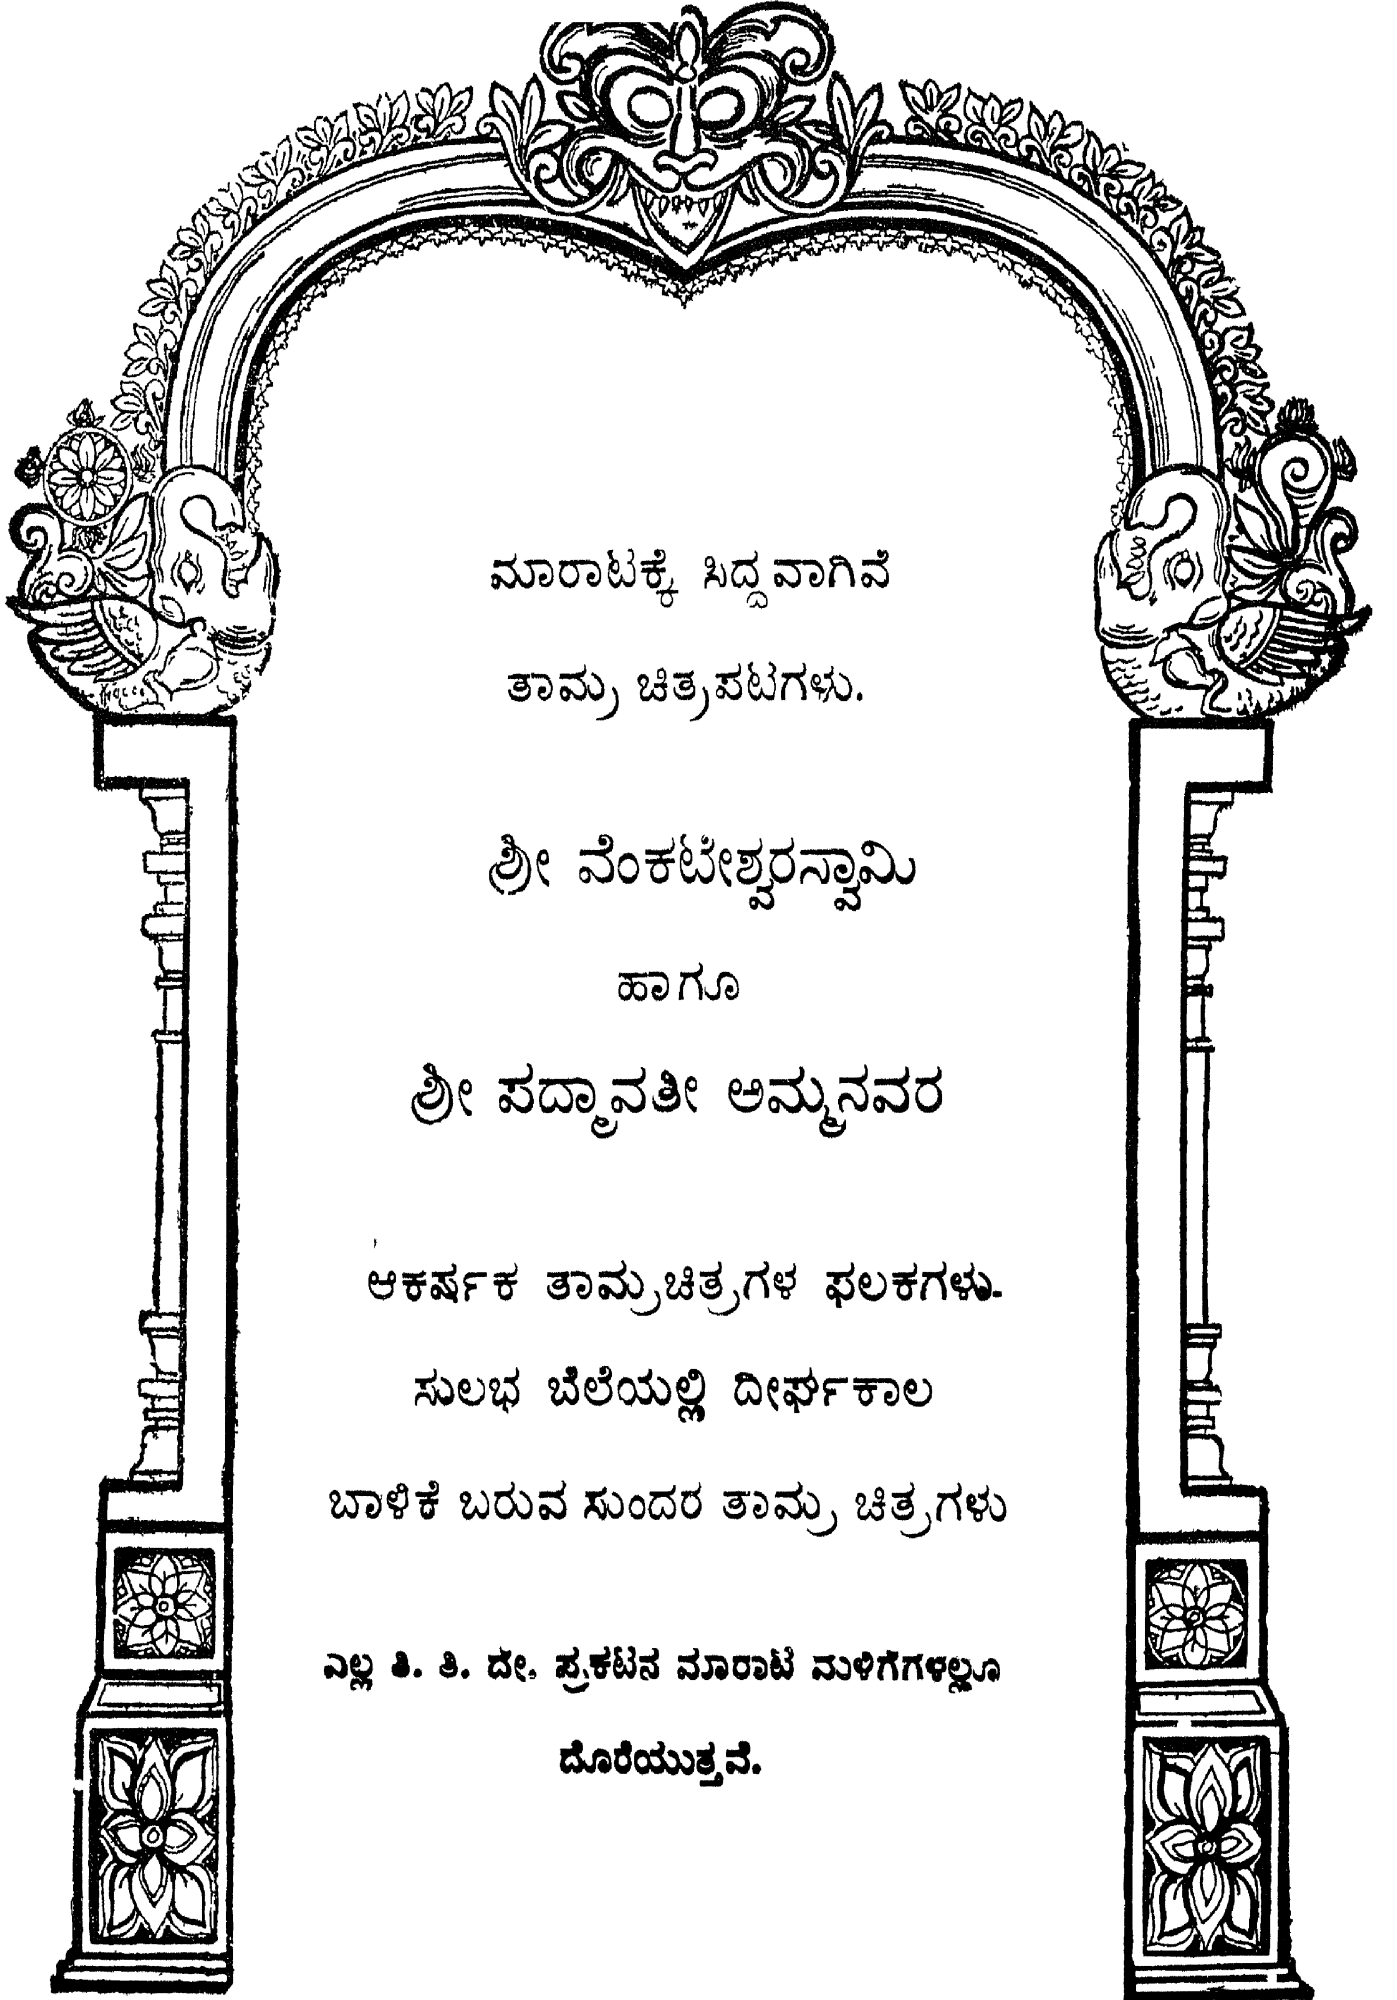 ಮಾರಾಟಕ್ಕೆ ಸಿದ್ದವಾಗಿವೆ
ತಾಮ್ರ ಚಿತ್ರಪಟಗಳು.
ಶ್ರೀ ವೆಂಕಟೇಶ್ವರಸ್ವಾಮಿ
ಹಾಗೂ
ಶ್ರೀ ಪದ್ಮಾವತೀ ಅಮ್ಮನವರ
ಆಕರ್ಷಕ ತಾಮ್ರಚಿತ್ರಗಳ ಫಲಕಗಳು.
ಸುಲಭ ಬೆಲೆಯಲ್ಲಿ ದೀರ್ಘಕಾಲ
ಬಾಳಿಕೆ ಬರುವ ಸುಂದರ ತಾಮ್ರ ಚಿತ್ರಗಳು
ಎಲ್ಲ ತಿ. ತಿ. ದೇ. ಪ್ರಕಟನ ಮಾರಾಟ ಮಳಿಗೆಗಳಲ್ಲೂ
ದೊರೆಯುತ್ತವೆ.